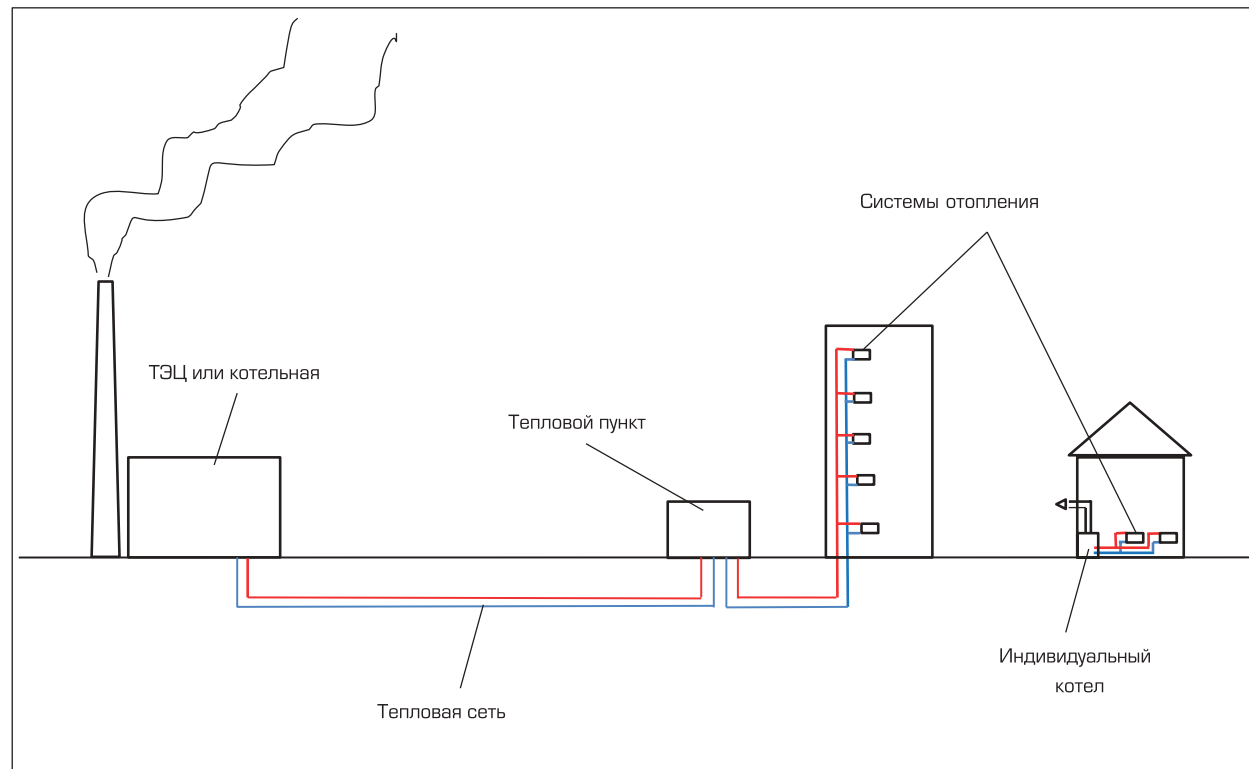 Системы отопления
ТЭЦ или котельная
Тепловой пункт
Индивидуальный
котел
Тепловая сеть